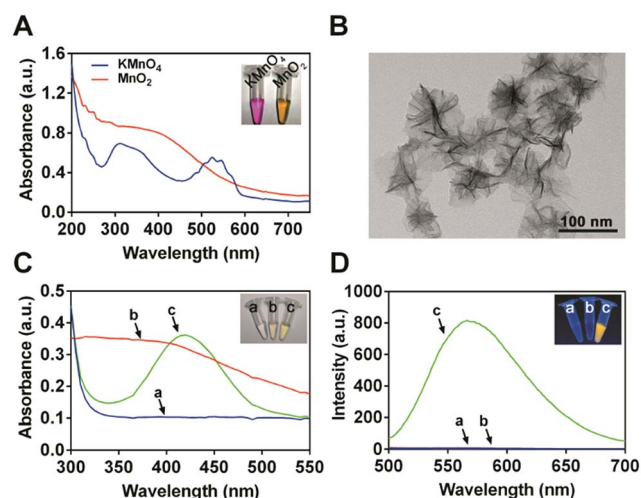 A
B
1.6
1.2
0.8
0.4
0.0
200 300 400 500 600 700
Absorbance (a.u.)
Wavelength (nm)
KMnO4
MnO2
KMnO4
MnO2
100 nm
C
D
0.5
0.4
0.3
0.2
0.1
0.0
300 350 400 450 500 550
Absorbance (a.u.)
Wavelength (nm)
a
b
c
a b c
1000
800
600
400
200
0
500 550 600 650 700
Intensity (a.u.)
Wavelength (nm)
c
a b
a b c